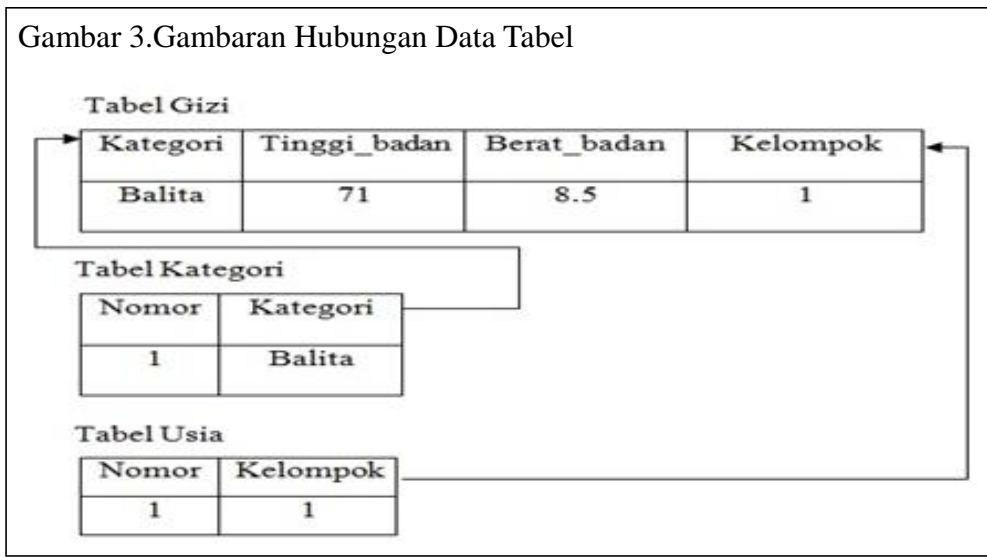 Gambar 3.Gambaran Hubungan Data Tabel
Tabel Gizi
Kategori Tinggi_badan Berat_badan Kelompok
Balita 71 8.5 1
Tabel Kategori
Nomor Kategori
1 Balita
Tabel Usia
Nomor Kelompok
1 1